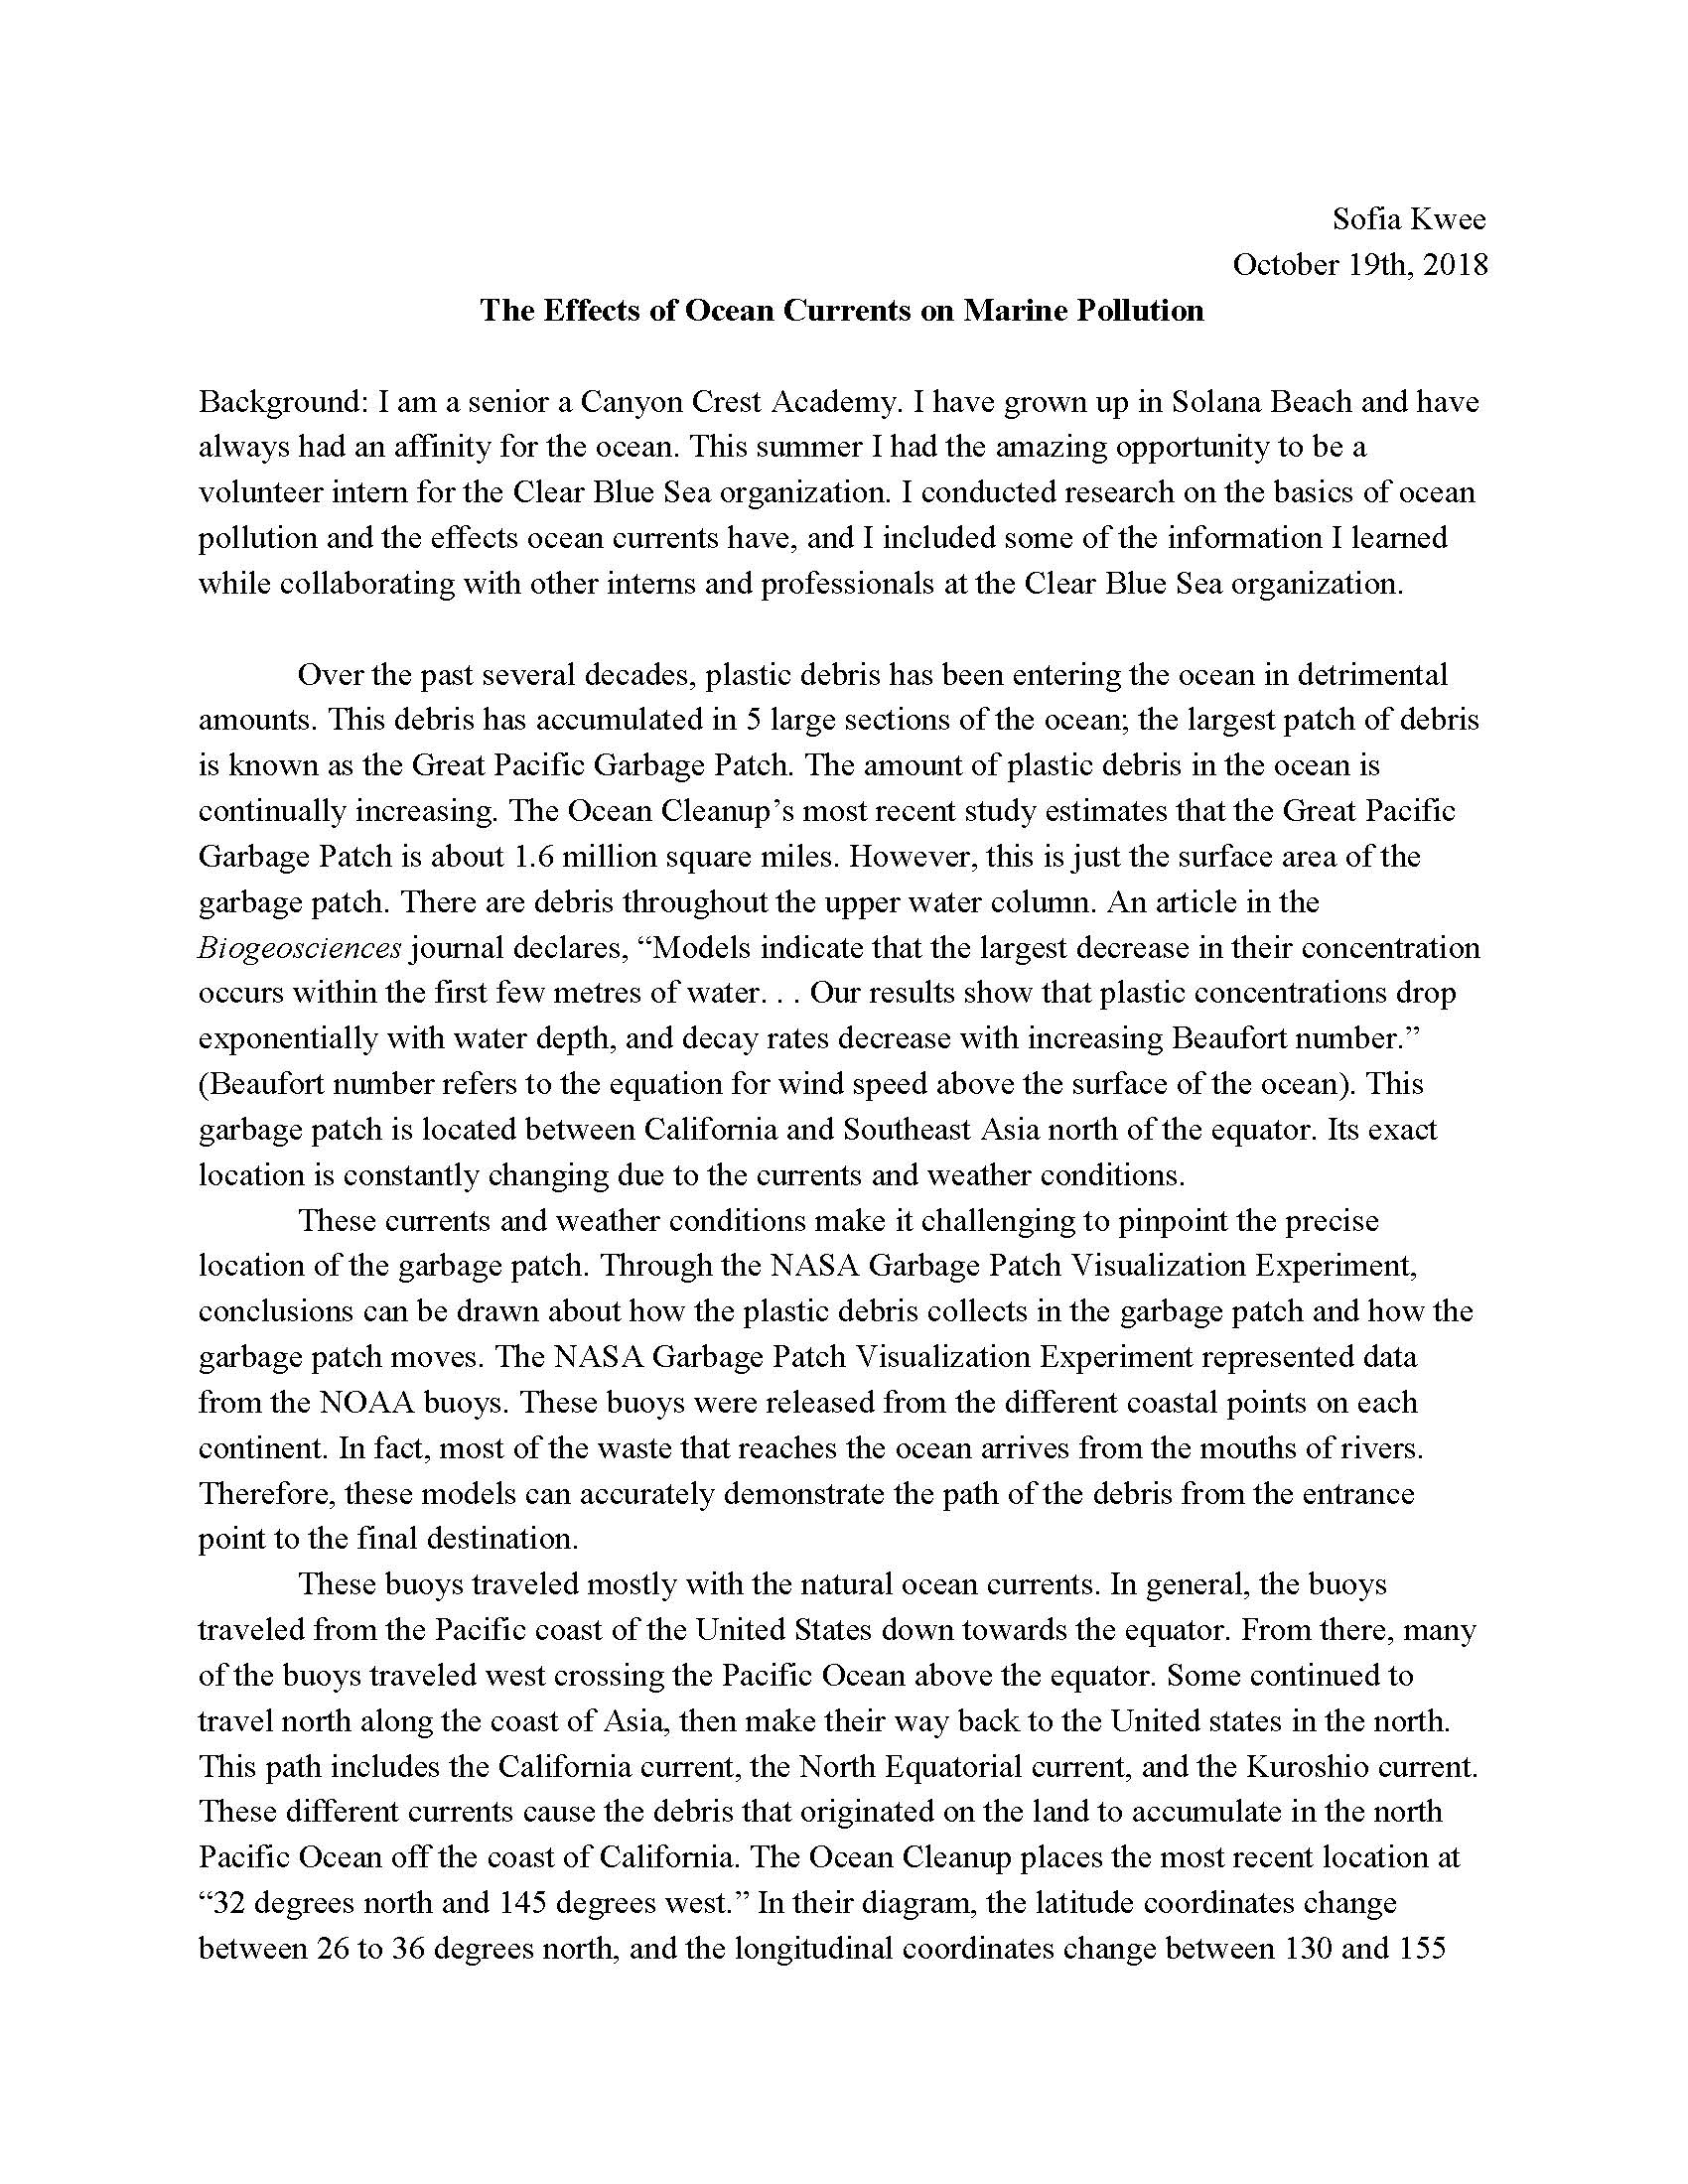 Sofia Kwee
October 19th, 2018
The Effects of Ocean Currents on Marine Pollution
Background: I am a senior a Canyon Crest Academy. I have grown up in Solana Beach and have
always had an affinity for the ocean. This summer I had the amazing opportunity to be a
volunteer intern for the Clear Blue Sea organization. I conducted research on the basics of ocean
pollution and the effects ocean currents have, and I included some of the information I learned
while collaborating with other interns and professionals at the Clear Blue Sea organization.
Over the past several decades, plastic debris has been entering the ocean in detrimental
amounts. This debris has accumulated in 5 large sections of the ocean; the largest patch of debris
is known as the Great Pacific Garbage Patch. The amount of plastic debris in the ocean is
continually increasing. The Ocean Cleanup’s most recent study estimates that the Great Pacific
Garbage Patch is about 1.6 million square miles. However, this is just the surface area of the
garbage patch. There are debris throughout the upper water column. An article in the
Biogeosciences journal declares, “Models indicate that the largest decrease in their concentration
occurs within the first few metres of water. . . Our results show that plastic concentrations drop
exponentially with water depth, and decay rates decrease with increasing Beaufort number.”
(Beaufort number refers to the equation for wind speed above the surface of the ocean). This
garbage patch is located between California and Southeast Asia north of the equator. Its exact
location is constantly changing due to the currents and weather conditions.
These currents and weather conditions make it challenging to pinpoint the precise
location of the garbage patch. Through the NASA Garbage Patch Visualization Experiment,
conclusions can be drawn about how the plastic debris collects in the garbage patch and how the
garbage patch moves. The NASA Garbage Patch Visualization Experiment represented data
from the NOAA buoys. These buoys were released from the different coastal points on each
continent. In fact, most of the waste that reaches the ocean arrives from the mouths of rivers.
Therefore, these models can accurately demonstrate the path of the debris from the entrance
point to the final destination.
These buoys traveled mostly with the natural ocean currents. In general, the buoys
traveled from the Pacific coast of the United States down towards the equator. From there, many
of the buoys traveled west crossing the Pacific Ocean above the equator. Some continued to
travel north along the coast of Asia, then make their way back to the United states in the north.
This path includes the California current, the North Equatorial current, and the Kuroshio current.
These different currents cause the debris that originated on the land to accumulate in the north
Pacific Ocean off the coast of California. The Ocean Cleanup places the most recent location at
“32 degrees north and 145 degrees west.” In their diagram, the latitude coordinates change
between 26 to 36 degrees north, and the longitudinal coordinates change between 130 and 155